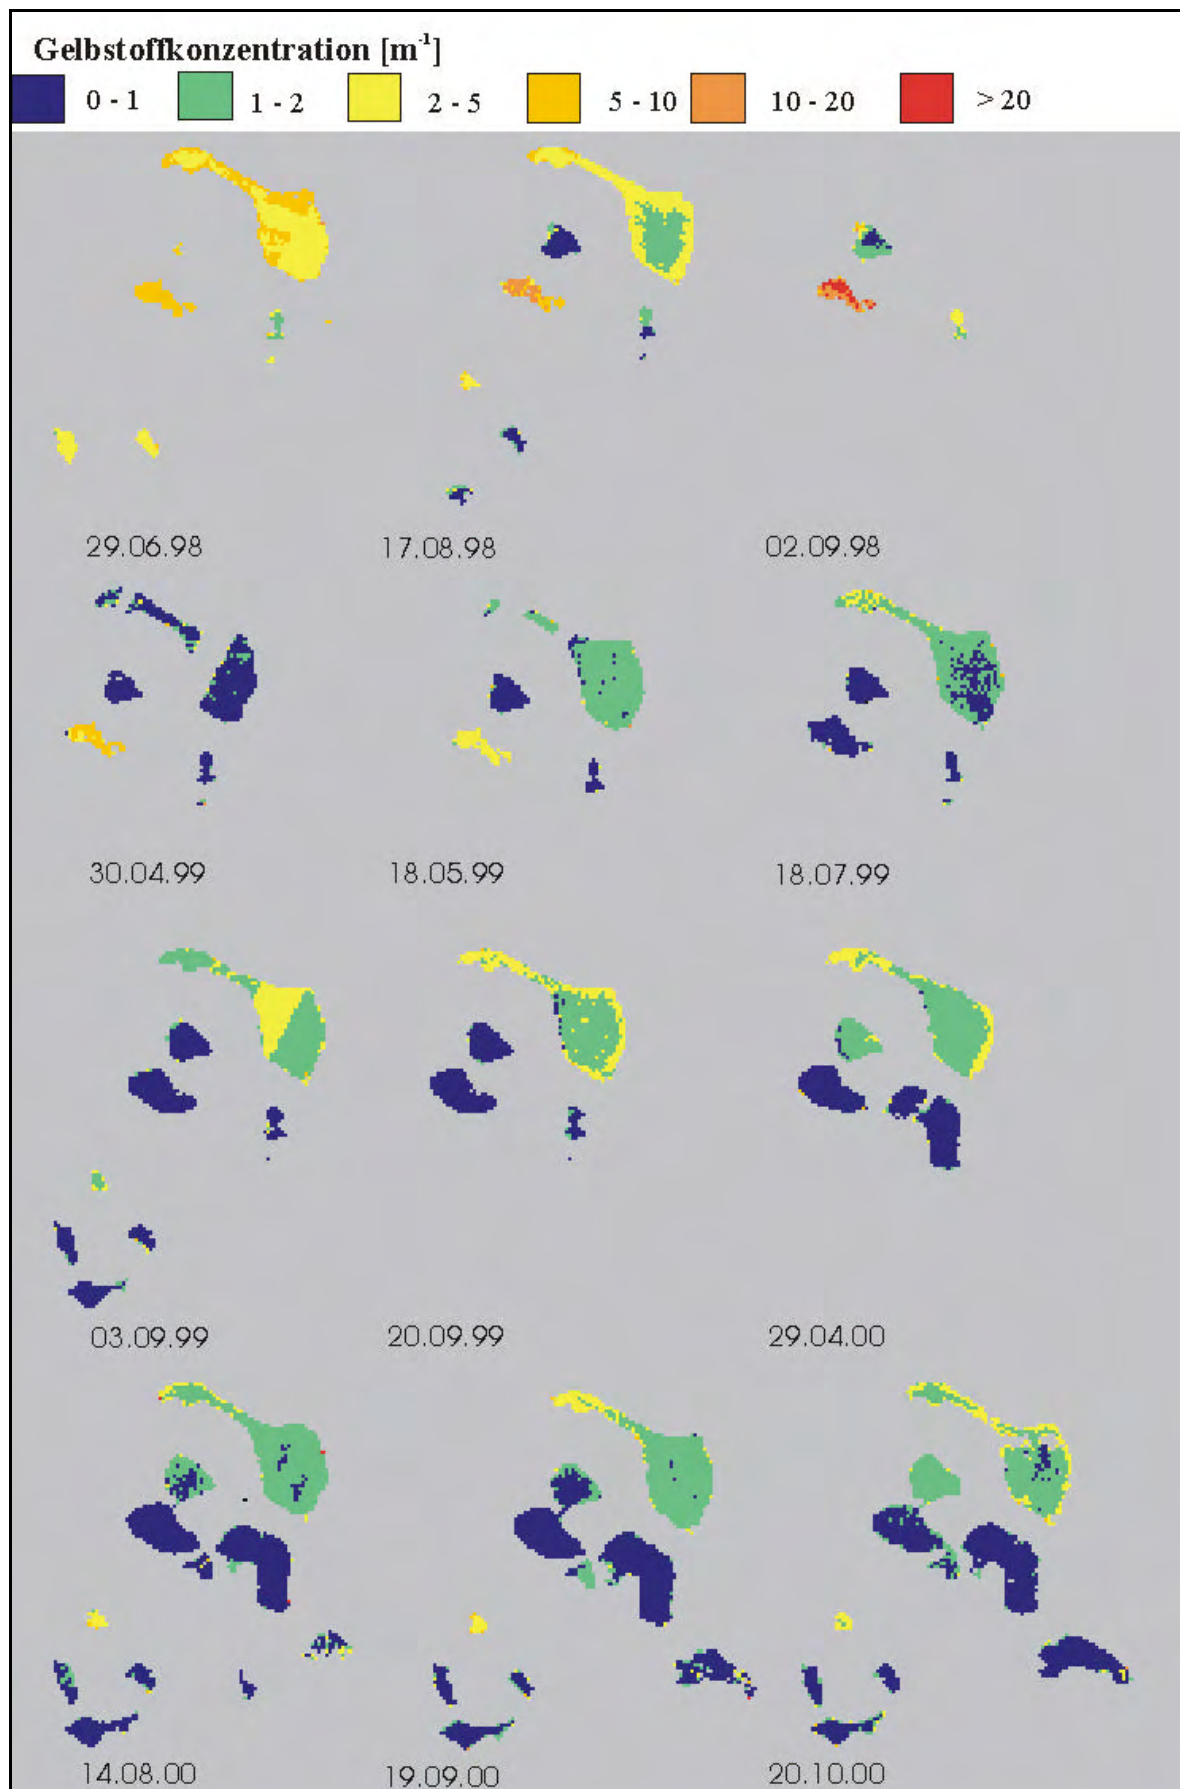 Gelbstoffkonzentration [m⁻¹]
0 - 1 1 - 2 2 - 5 5 - 10 10 - 20 > 20
29.06.98 17.08.98 02.09.98
30.04.99 18.05.99 18.07.99
03.09.99 20.09.99 29.04.00
14.08.00 19.09.00 20.10.00